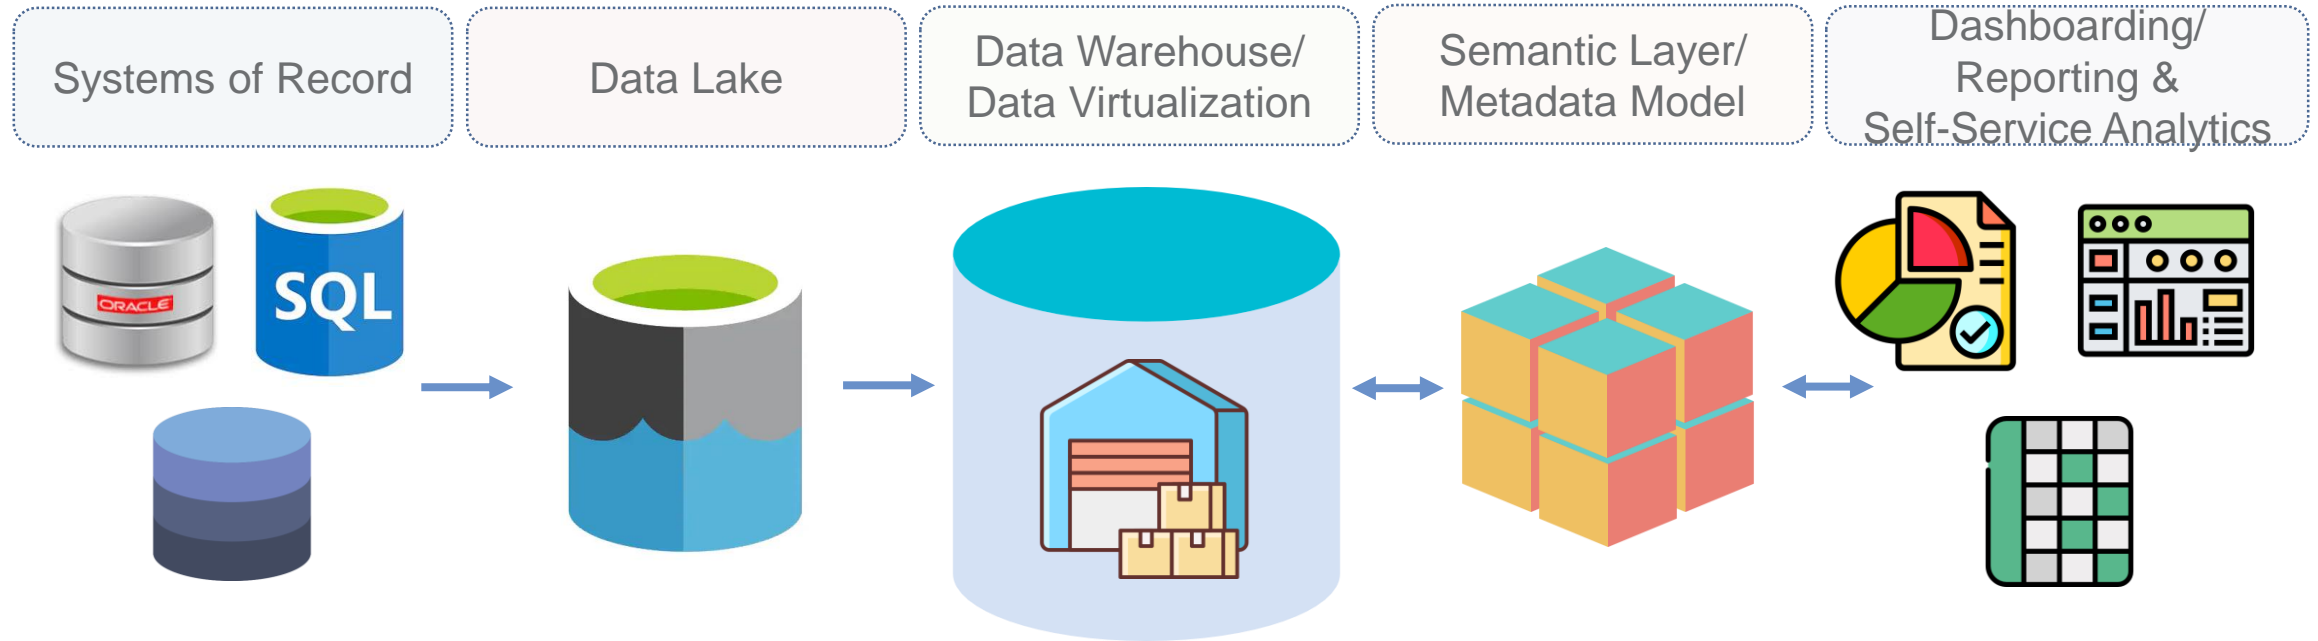 Systems of Record
Data Lake
Data Warehouse/
Data Virtualization
Semantic Layer/
Metadata Model
Dashboarding/
Reporting &
Self-Service Analytics
ORACLE
SQL